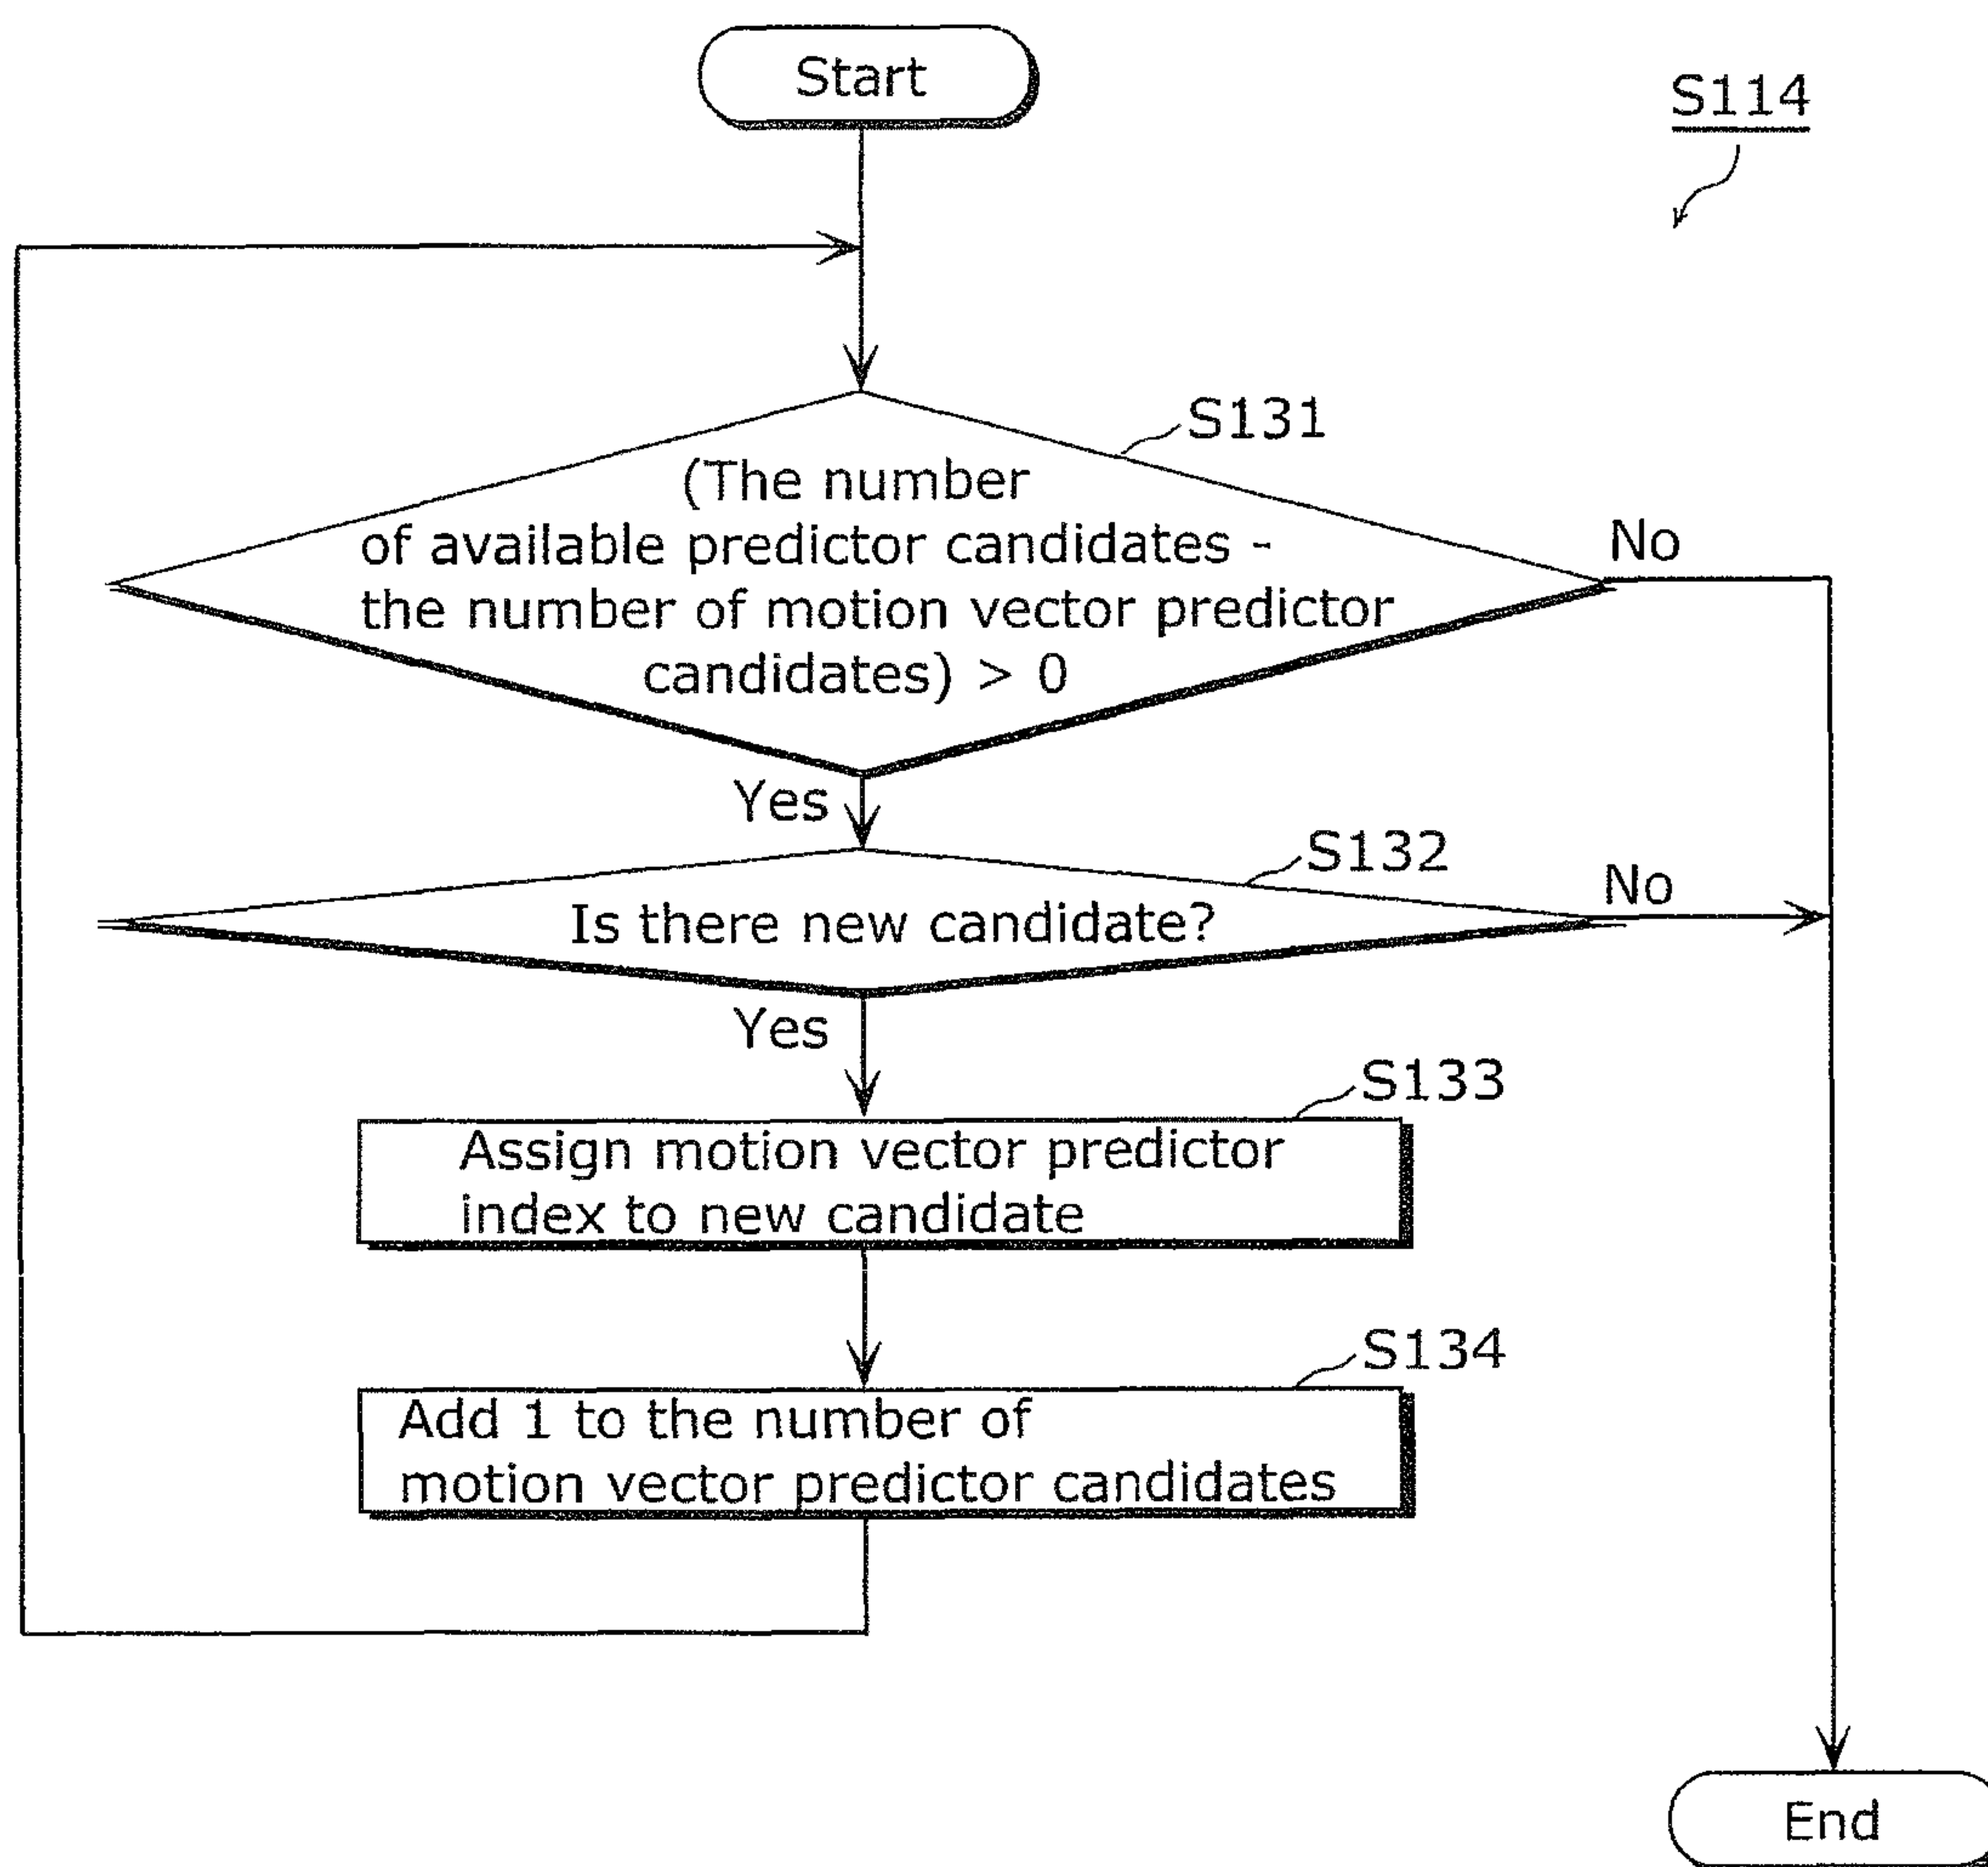 Start
S114
S131
(The number
of available predictor candidates -
the number of motion vector predictor
candidates) > 0
No
Yes
S132
Is there new candidate?
No
Yes
S133
Assign motion vector predictor
index to new candidate
S134
Add 1 to the number of
motion vector predictor candidates
End